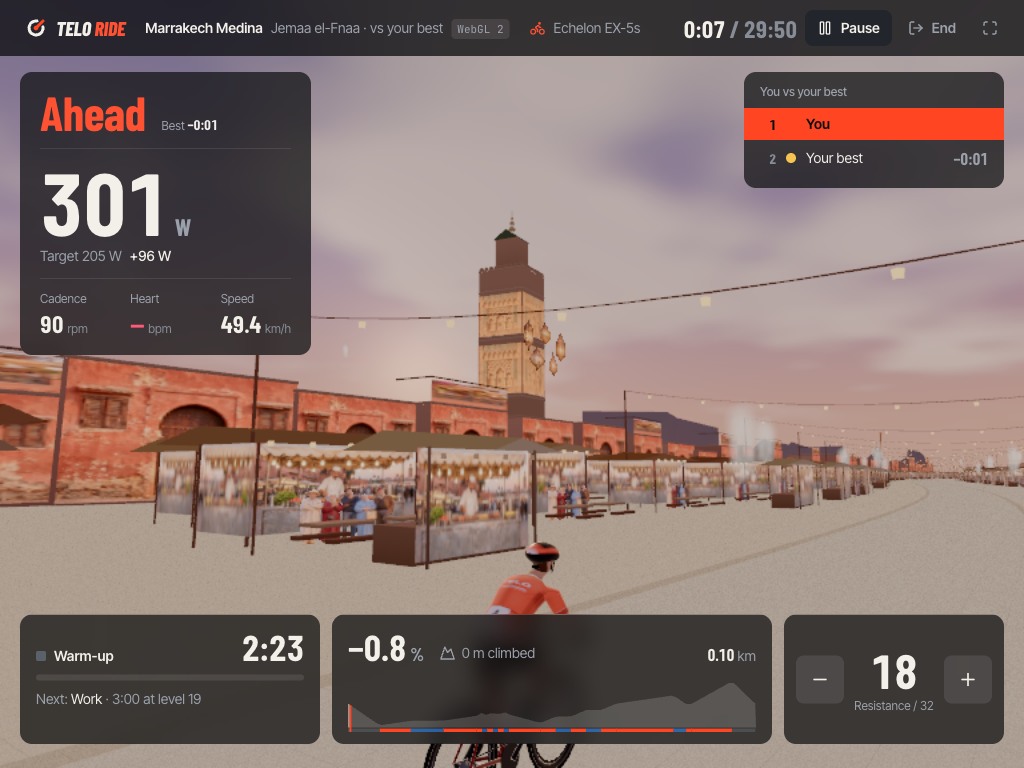 TELO RIDE Marrakech Medina Jemaa el-Fnaa · vs your best WebGL 2 Echelon EX-5s 0:07 / 29:50 Pause End
Ahead Best −0:01
301 W
Target 205 W +96 W
Cadence Heart Speed
90 rpm – bpm 49.4 km/h
You vs your best
1 You
2 Your best −0:01
Warm-up 2:23
Next: Work · 3:00 at level 19
−0.8 % 0 m climbed 0.10 km
− 18 +
Resistance / 32